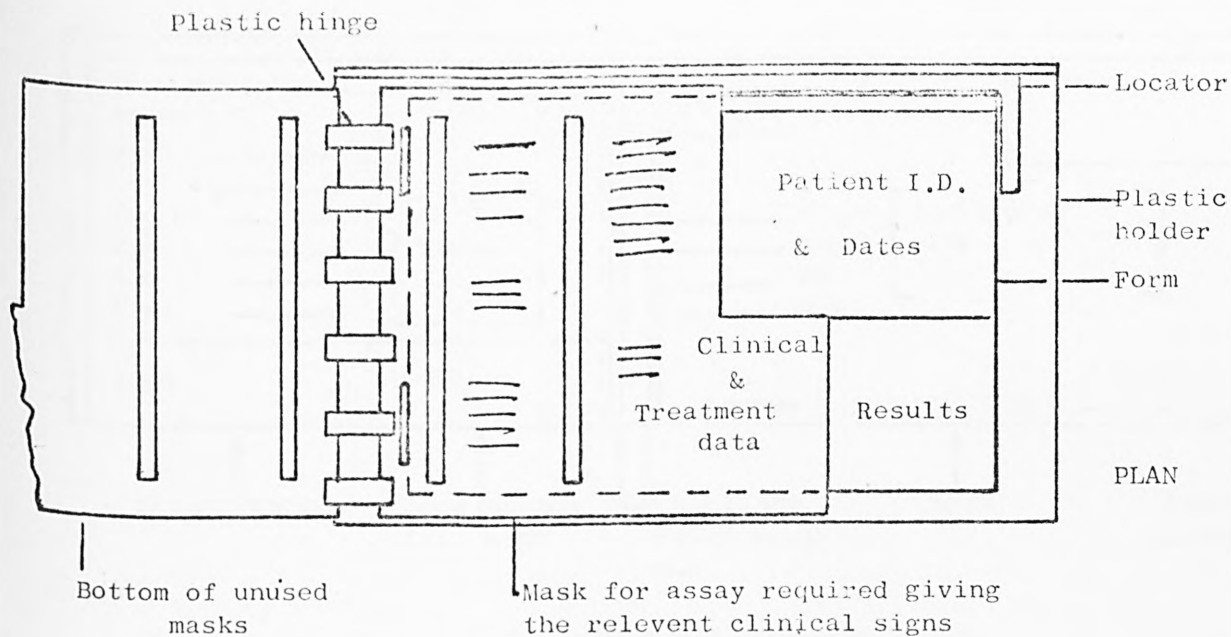 Plastic hinge
Locator
Patient I.D.
& Dates
Plastic
holder
Form
Clinical
&
Treatment
data
Results
PLAN
Bottom of unused
masks
Mask for assay required giving
the relevent clinical signs